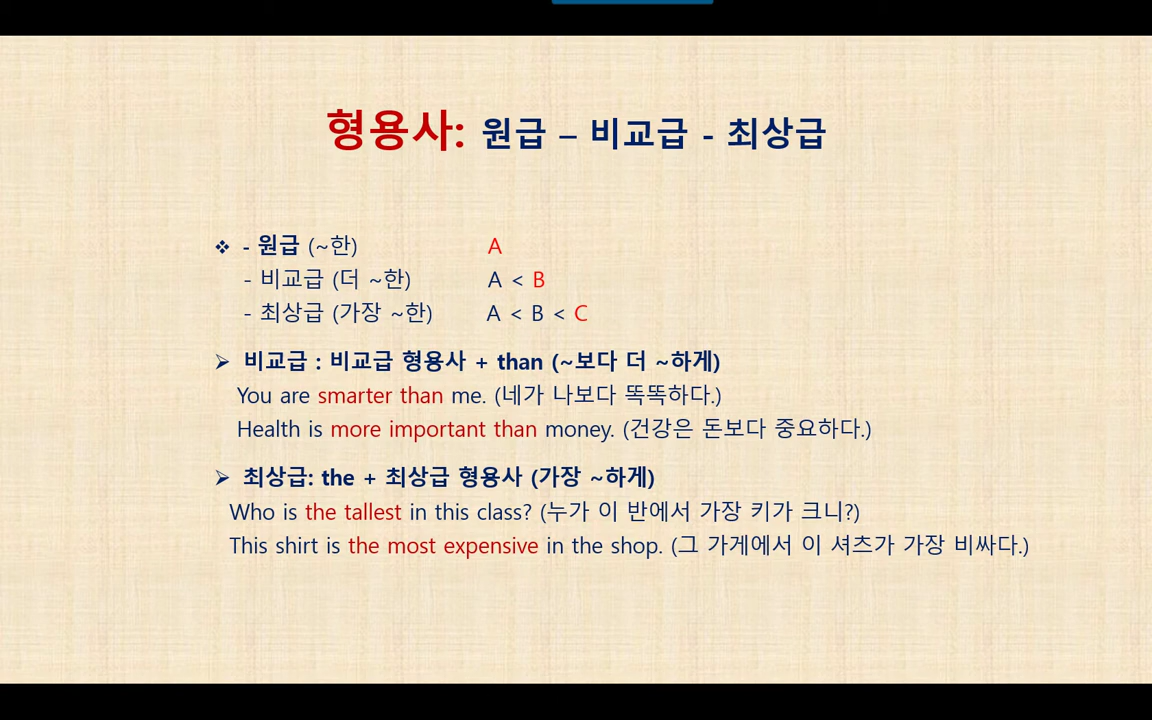 형용사: 원급 – 비교급 - 최상급
❖ - 원급 (~한) A
- 비교급 (더 ~한) A < B
- 최상급 (가장 ~한) A < B < C
➢ 비교급 : 비교급 형용사 + than (~보다 더 ~하게)
You are smarter than me. (네가 나보다 똑똑하다.)
Health is more important than money. (건강은 돈보다 중요하다.)
➢ 최상급: the + 최상급 형용사 (가장 ~하게)
Who is the tallest in this class? (누가 이 반에서 가장 키가 크니?)
This shirt is the most expensive in the shop. (그 가게에서 이 셔츠가 가장 비싸다.)